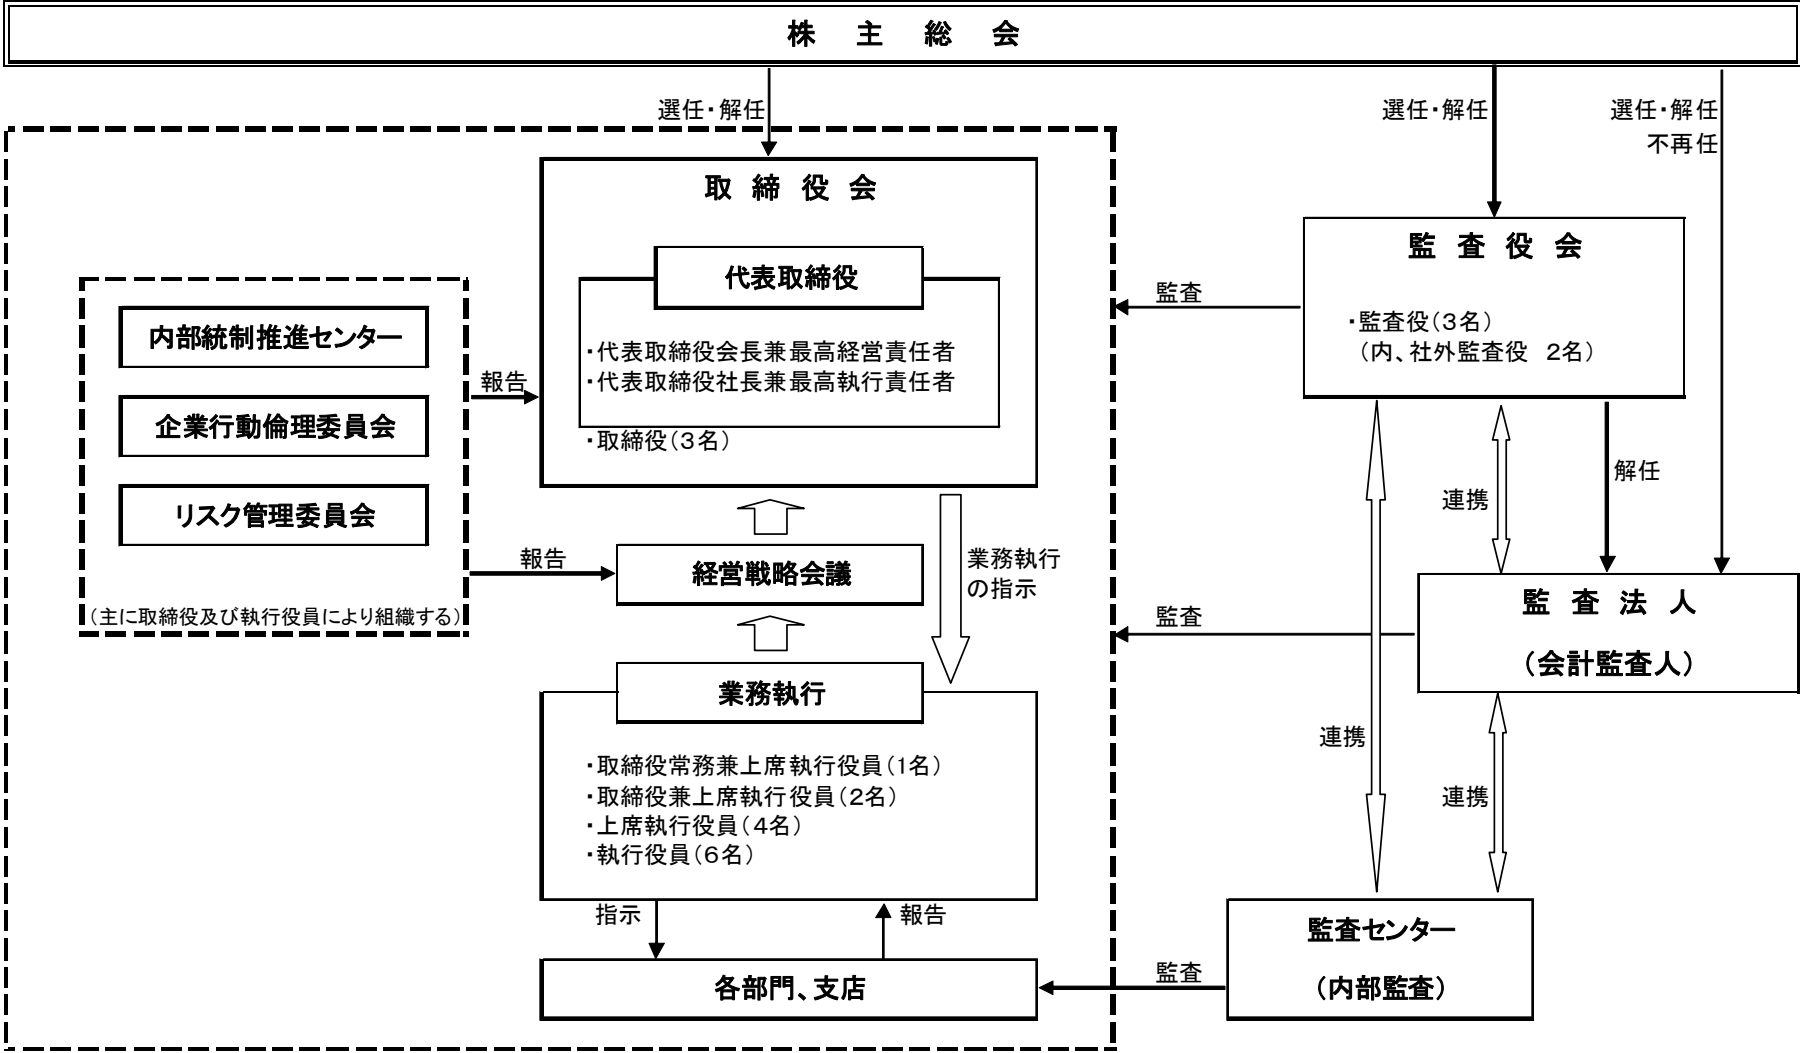 株 主 総 会
選任・解任
選任・解任
選任・解任
不再任
取 締 役 会
代表取締役
・代表取締役会長兼最高経営責任者
・代表取締役社長兼最高執行責任者
・取締役（3名）
内部統制推進センター
企業行動倫理委員会
リスク管理委員会
（主に取締役及び執行役員により組織する）
報告
報告
経営戦略会議
業務執行
の指示
業務執行
・取締役常務兼上席執行役員（1名）
・取締役兼上席執行役員（2名）
・上席執行役員（4名）
・執行役員（6名）
指示
報告
各部門、支店
監 査 役 会
・監査役（3名）
（内、社外監査役 2名）
監査
連携
解任
監 査 法 人
（会計監査人）
監査
連携
連携
監査センター
（内部監査）
監査